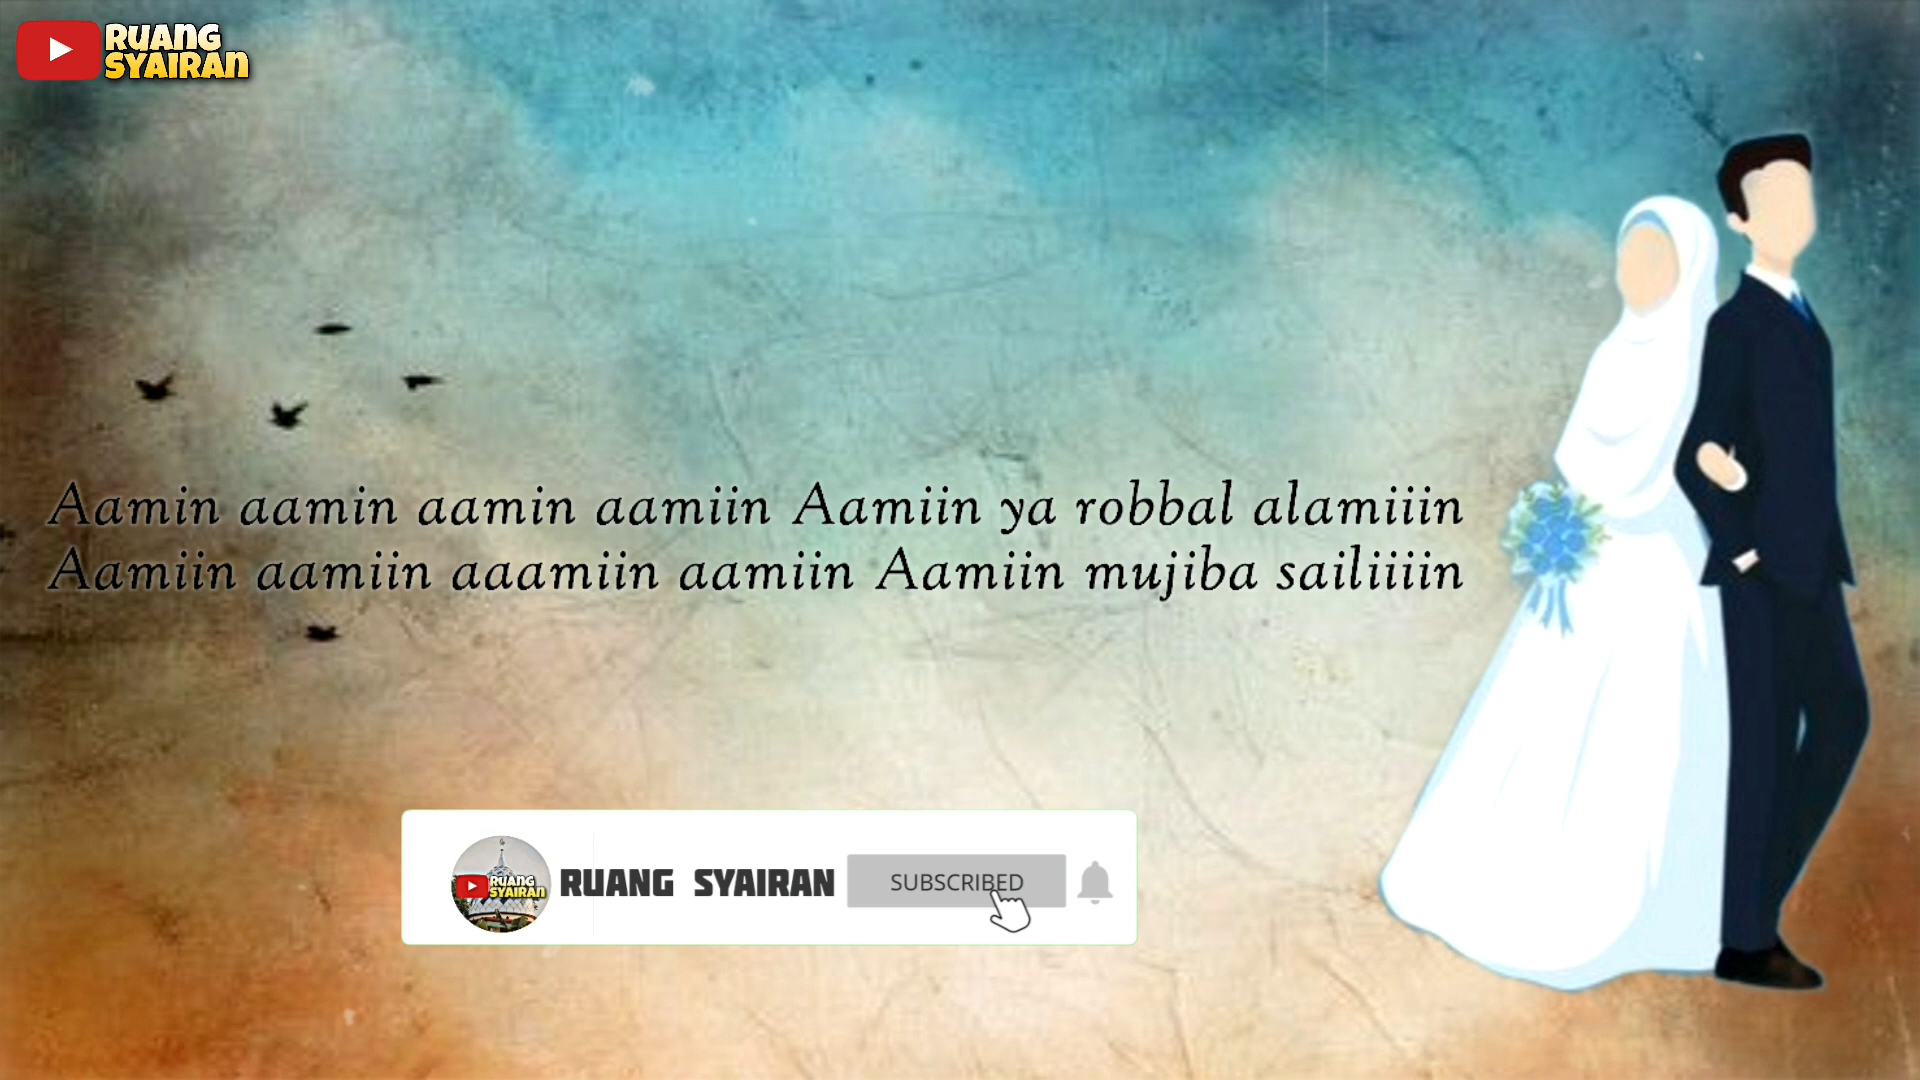 RUANG
SYAIRAN
Aamin aamin aamin aamiin Aamiin ya robbal alamiiin
Aamiin aamiin aaamiin aamiin Aamiin mujiba sailiiiin
RUANG
SYAIRAN
RUANG SYAIRAN
SUBSCRIBED